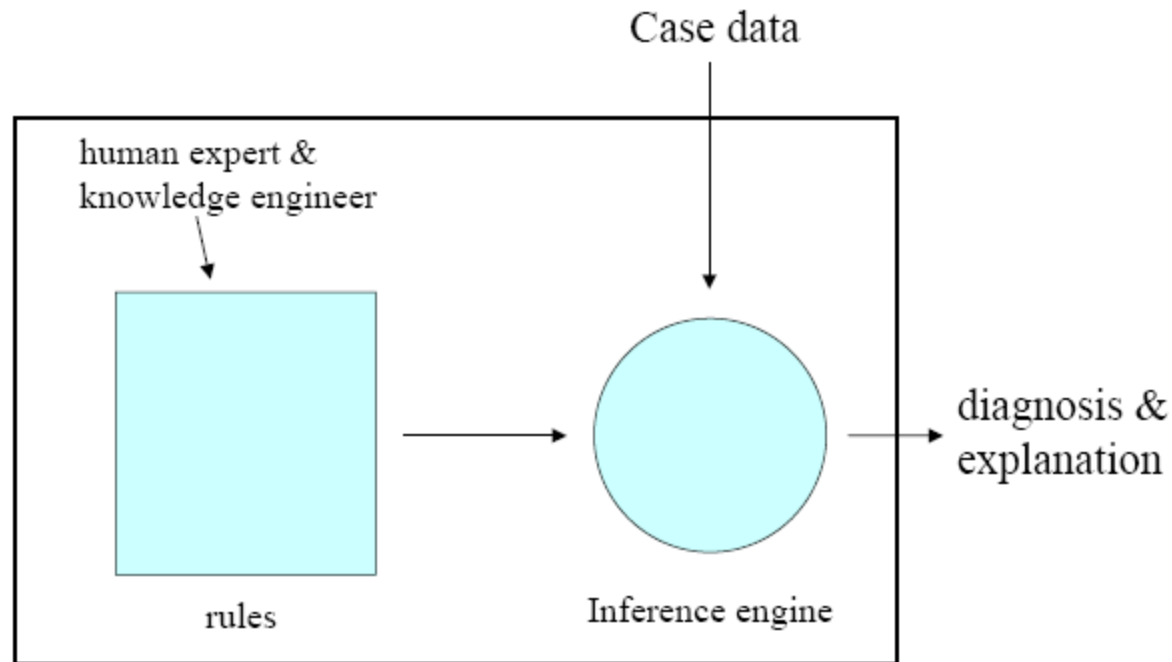 Case data
human expert &
knowledge engineer
diagnosis &
explanation
rules
Inference engine